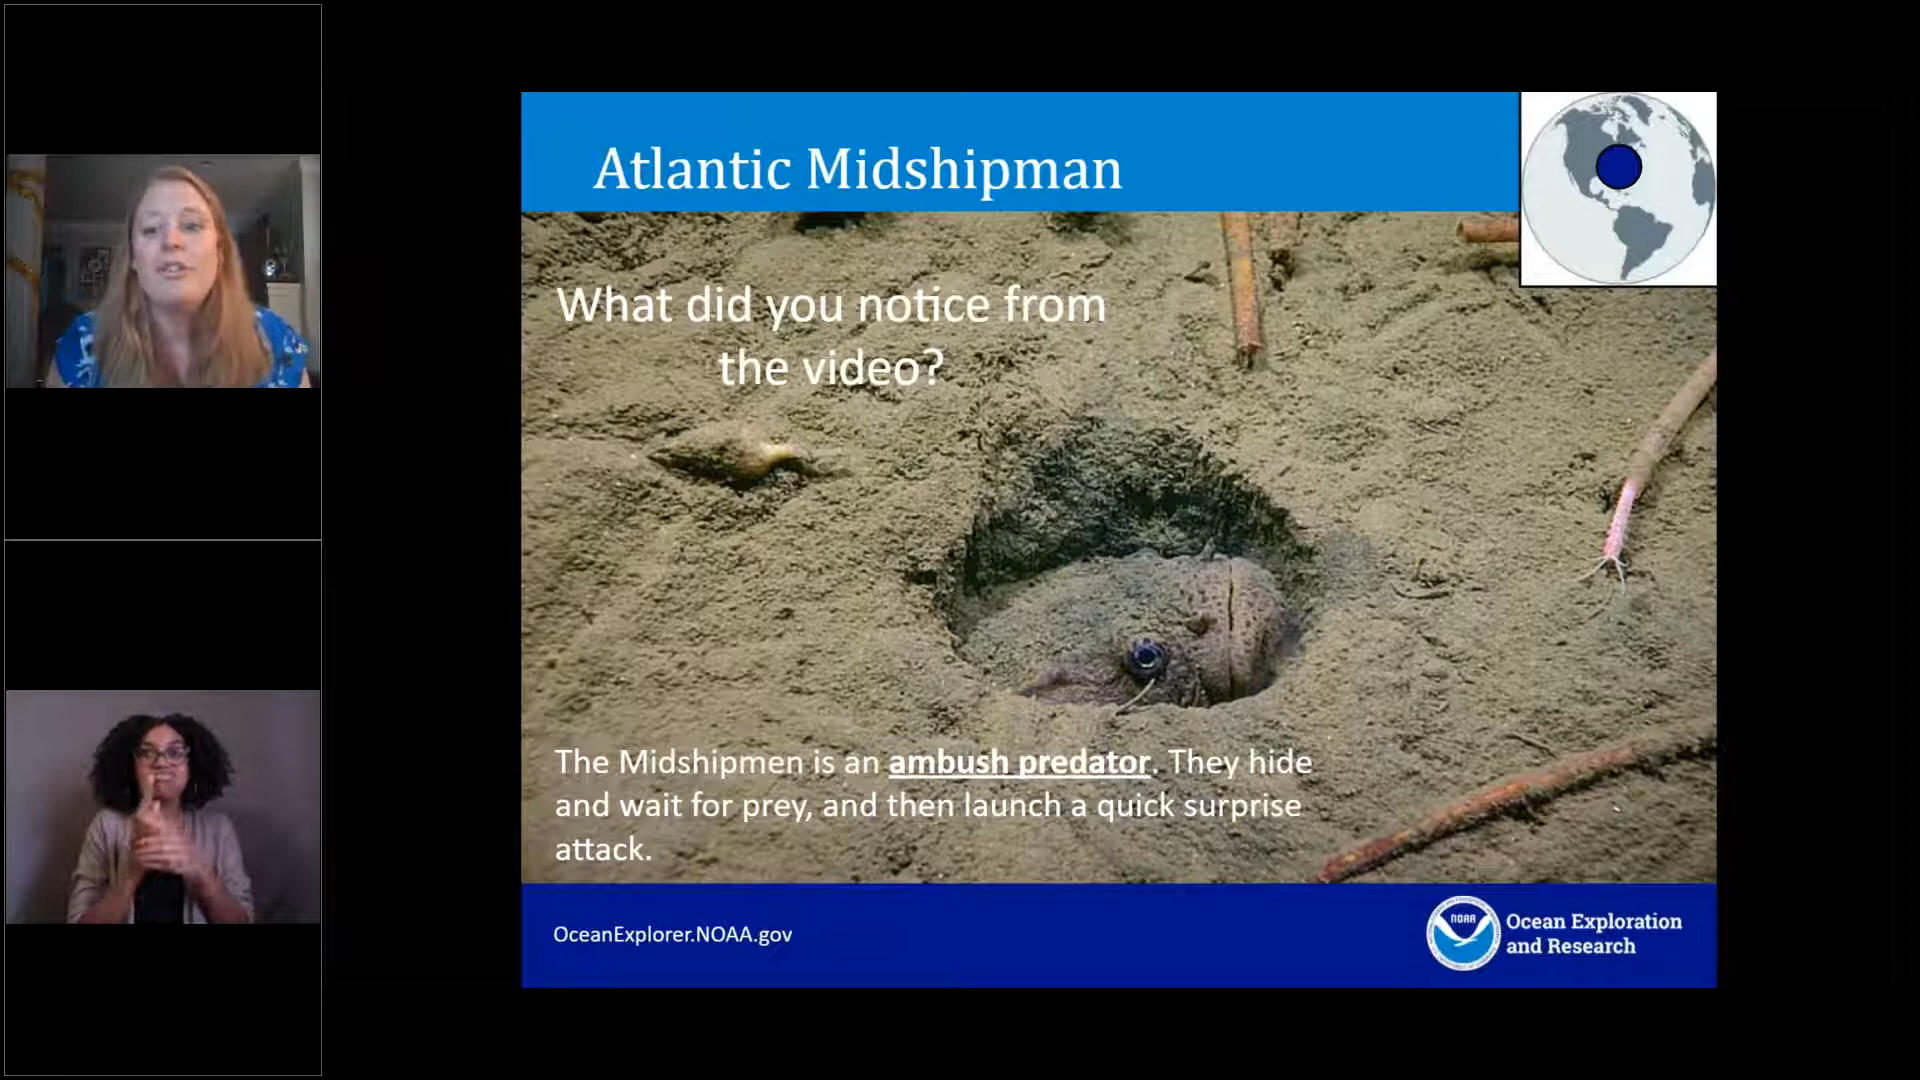 Atlantic Midshipman
What did you notice from
the video?
The Midshipmen is an ambush predator. They hide
and wait for prey, and then launch a quick surprise
attack.
OceanExplorer.NOAA.gov
NOAA
Ocean Exploration
and Research